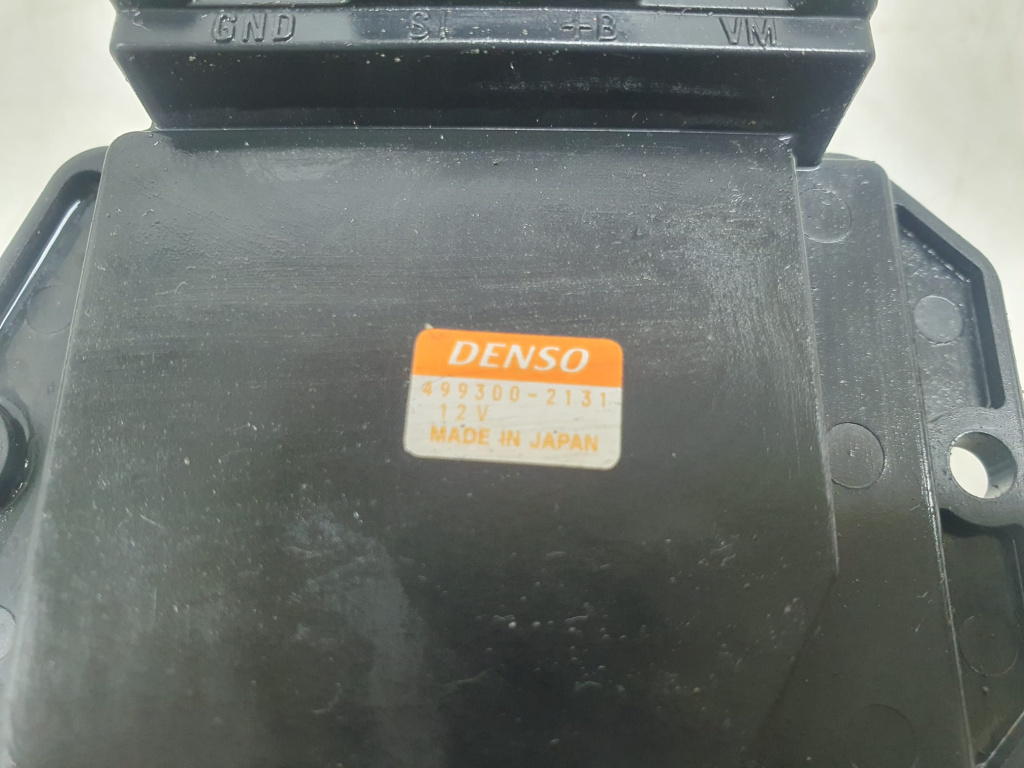 GND SI +B VM
DENSO
499300-2131
12V
MADE IN JAPAN